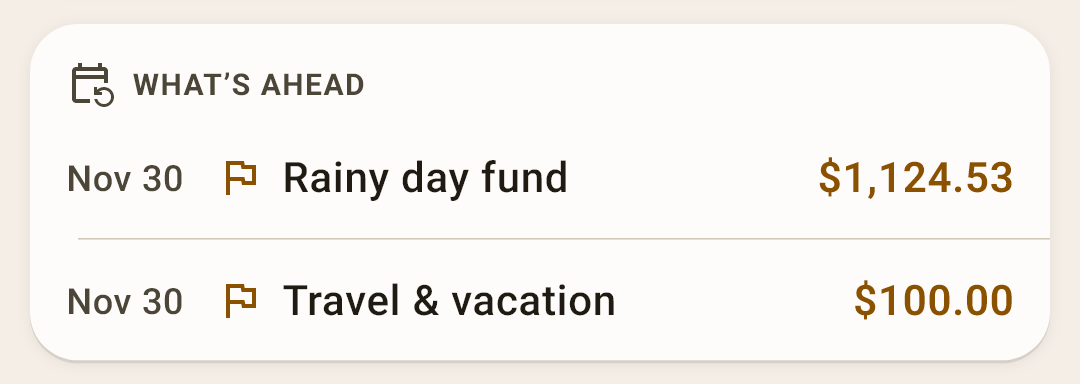 WHAT’S AHEAD
Nov 30 Rainy day fund $1,124.53
Nov 30 Travel & vacation $100.00